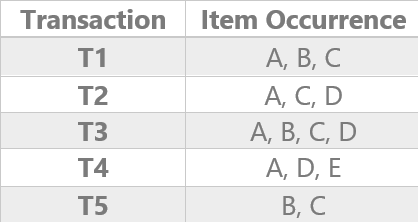 Transaction Item Occurrence
T1 A, B, C
T2 A, C, D
T3 A, B, C, D
T4 A, D, E
T5 B, C